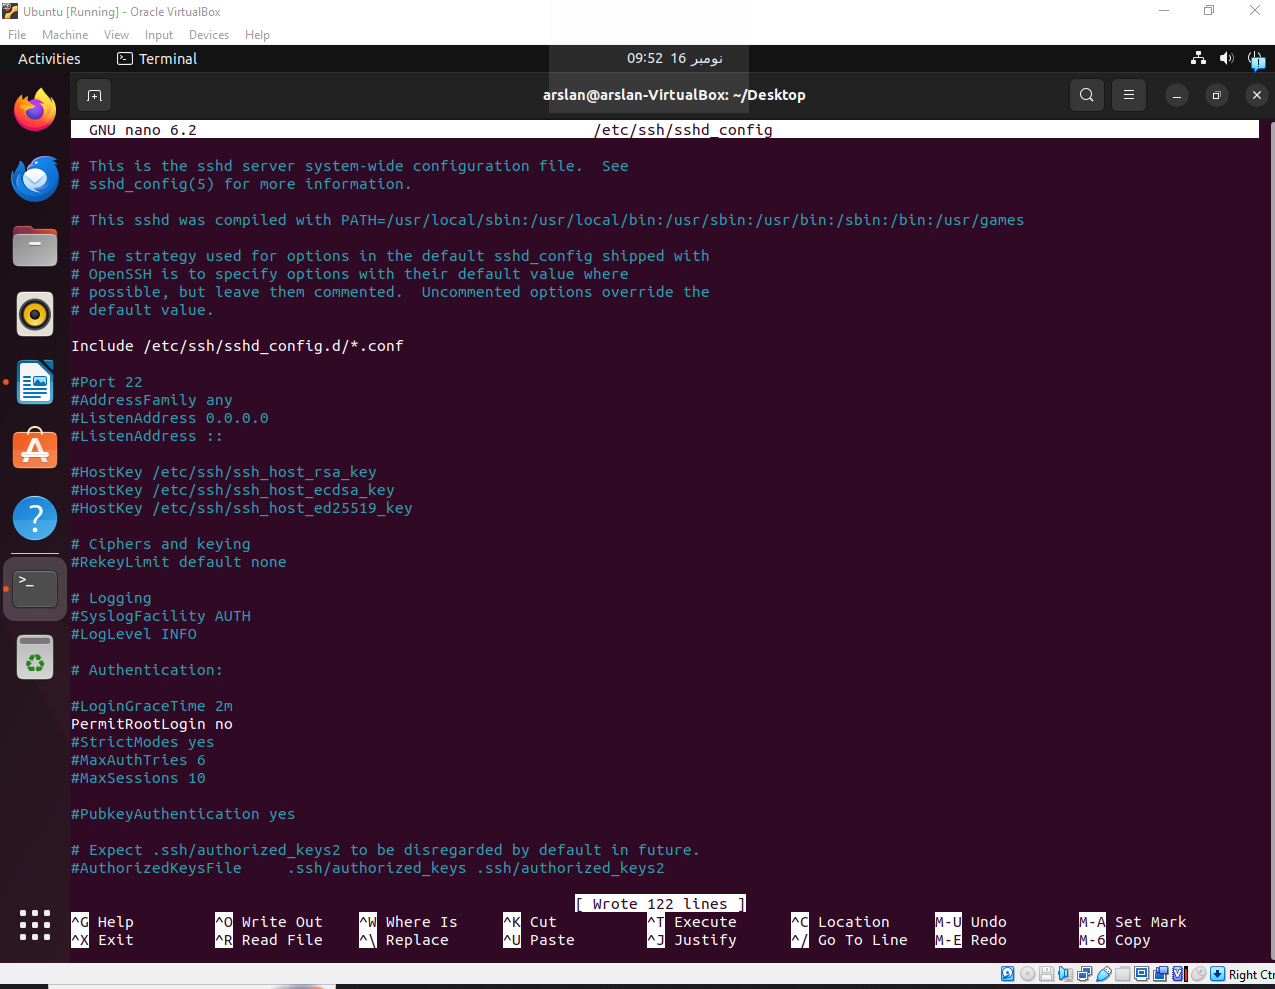 Ubuntu [Running] - Oracle VirtualBox
File Machine View Input Devices Help
Activities Terminal 09:52 16 نومبر
arslan@arslan-VirtualBox: ~/Desktop
GNU nano 6.2 /etc/ssh/sshd_config
# This is the sshd server system-wide configuration file.  See
# sshd_config(5) for more information.
# This sshd was compiled with PATH=/usr/local/sbin:/usr/local/bin:/usr/sbin:/usr/bin:/sbin:/bin:/usr/games
# The strategy used for options in the default sshd_config shipped with
# OpenSSH is to specify options with their default value where
# possible, but leave them commented.  Uncommented options override the
# default value.
Include /etc/ssh/sshd_config.d/*.conf
#Port 22
#AddressFamily any
#ListenAddress 0.0.0.0
#ListenAddress ::
#HostKey /etc/ssh/ssh_host_rsa_key
#HostKey /etc/ssh/ssh_host_ecdsa_key
#HostKey /etc/ssh/ssh_host_ed25519_key
# Ciphers and keying
#RekeyLimit default none
# Logging
#SyslogFacility AUTH
#LogLevel INFO
# Authentication:
#LoginGraceTime 2m
PermitRootLogin no
#StrictModes yes
#MaxAuthTries 6
#MaxSessions 10
#PubkeyAuthentication yes
# Expect .ssh/authorized_keys2 to be disregarded by default in future.
#AuthorizedKeysFile     .ssh/authorized_keys .ssh/authorized_keys2
[ Wrote 122 lines ]
^G Help ^O Write Out ^W Where Is ^K Cut ^T Execute ^C Location M-U Undo M-A Set Mark
^X Exit ^R Read File ^\ Replace ^U Paste ^J Justify ^/ Go To Line M-E Redo M-6 Copy
Right Ctr